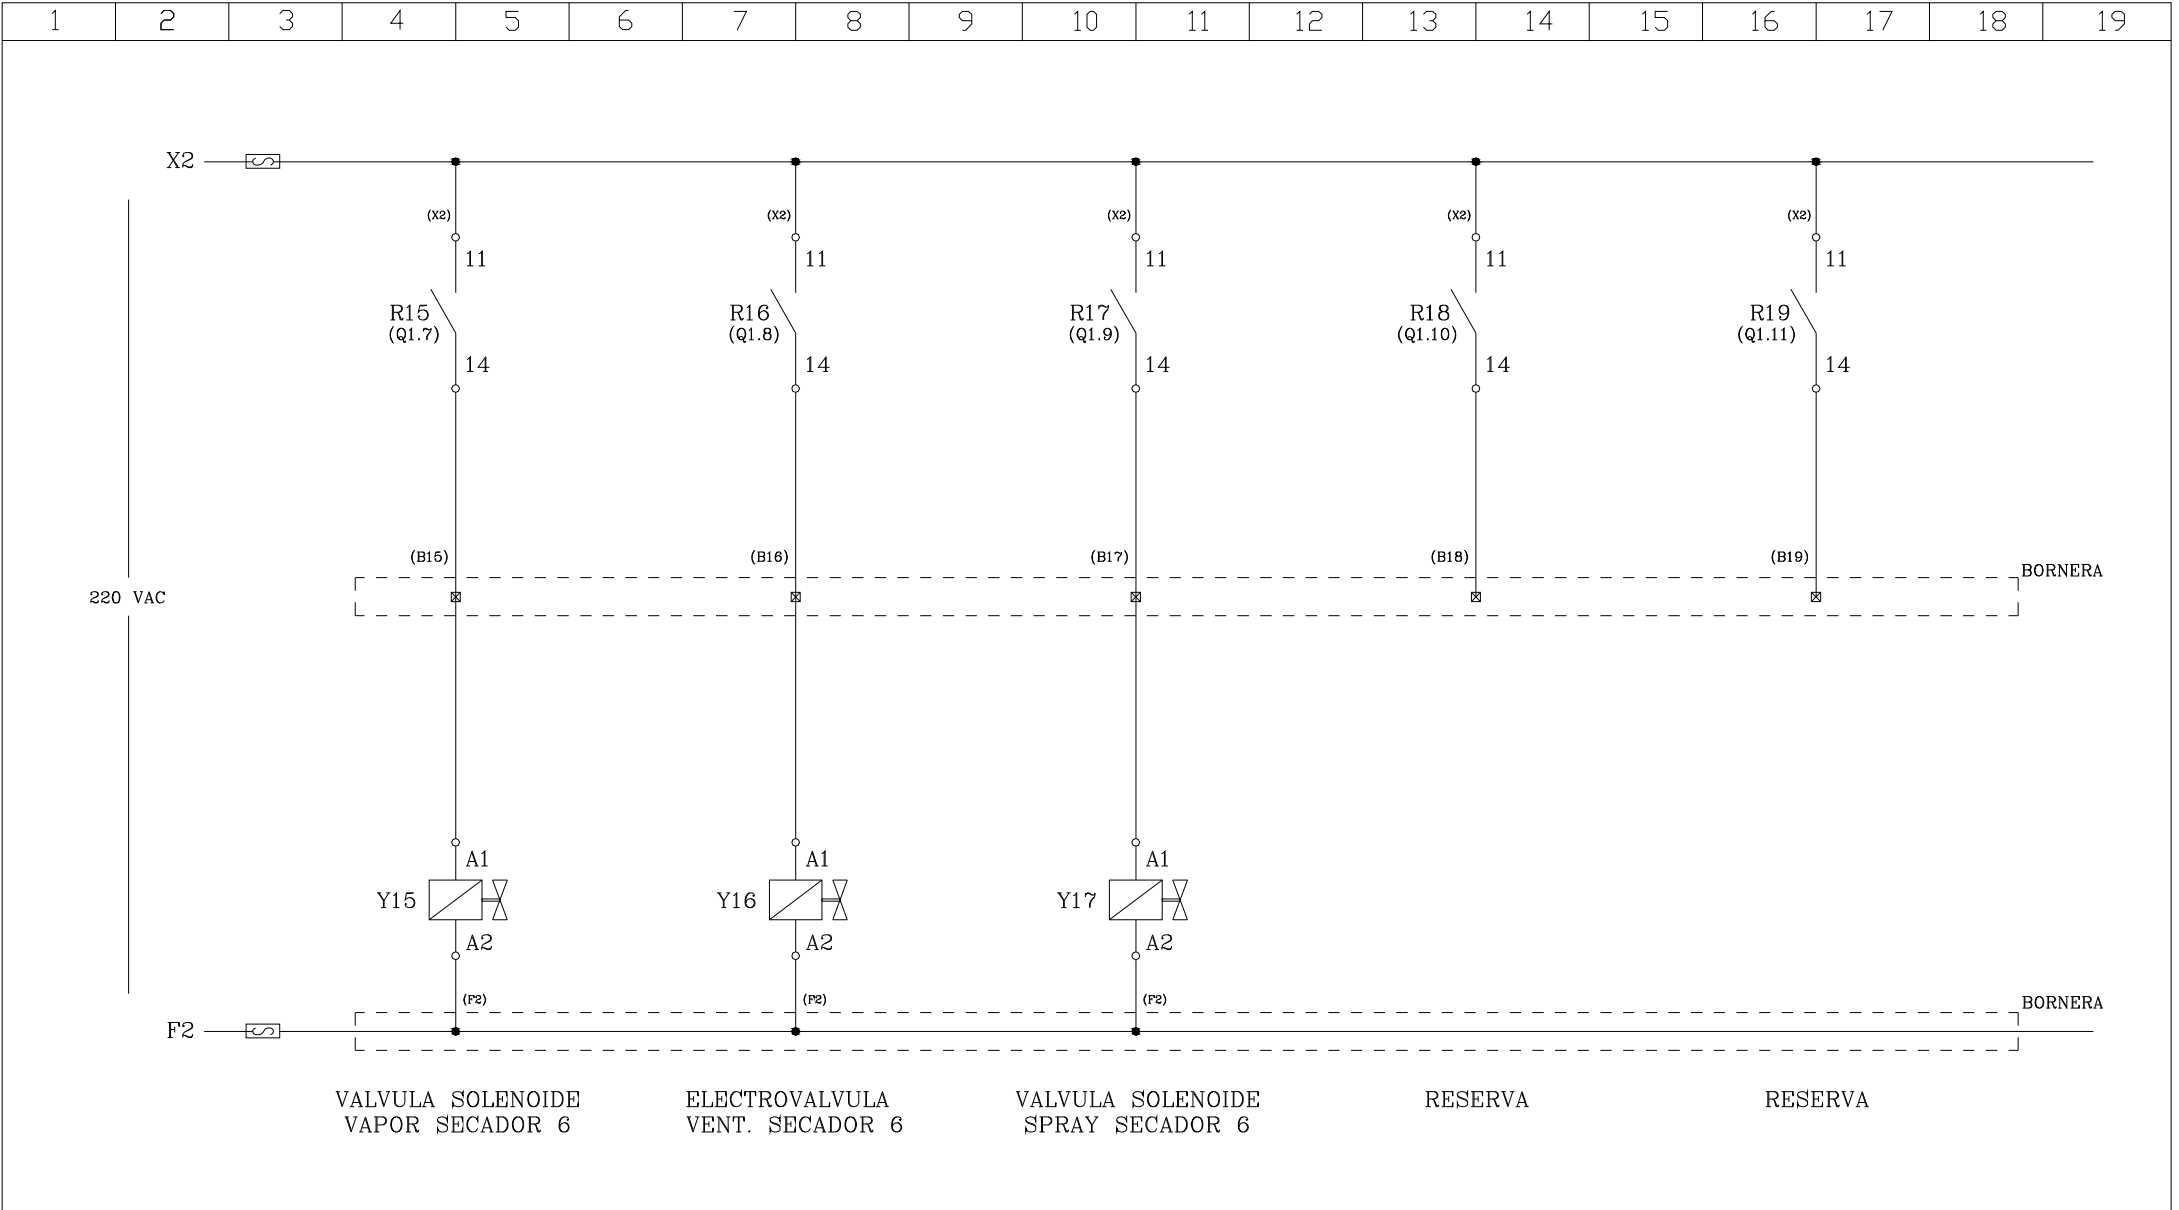 1 2 3 4 5 6 7 8 9 10 11 12 13 14 15 16 17 18 19
X2
(X2) (X2) (X2) (X2) (X2)
11 11 11 11 11
R15 R16 R17 R18 R19
(Q1.7) (Q1.8) (Q1.9) (Q1.10) (Q1.11)
14 14 14 14 14
(B15) (B16) (B17) (B18) (B19)
BORNERA
220 VAC
A1 A1 A1
Y15 Y16 Y17
A2 A2 A2
(F2) (F2) (F2)
BORNERA
F2
VALVULA SOLENOIDE ELECTROVALVULA VALVULA SOLENOIDE RESERVA RESERVA
VAPOR SECADOR 6 VENT. SECADOR 6 SPRAY SECADOR 6